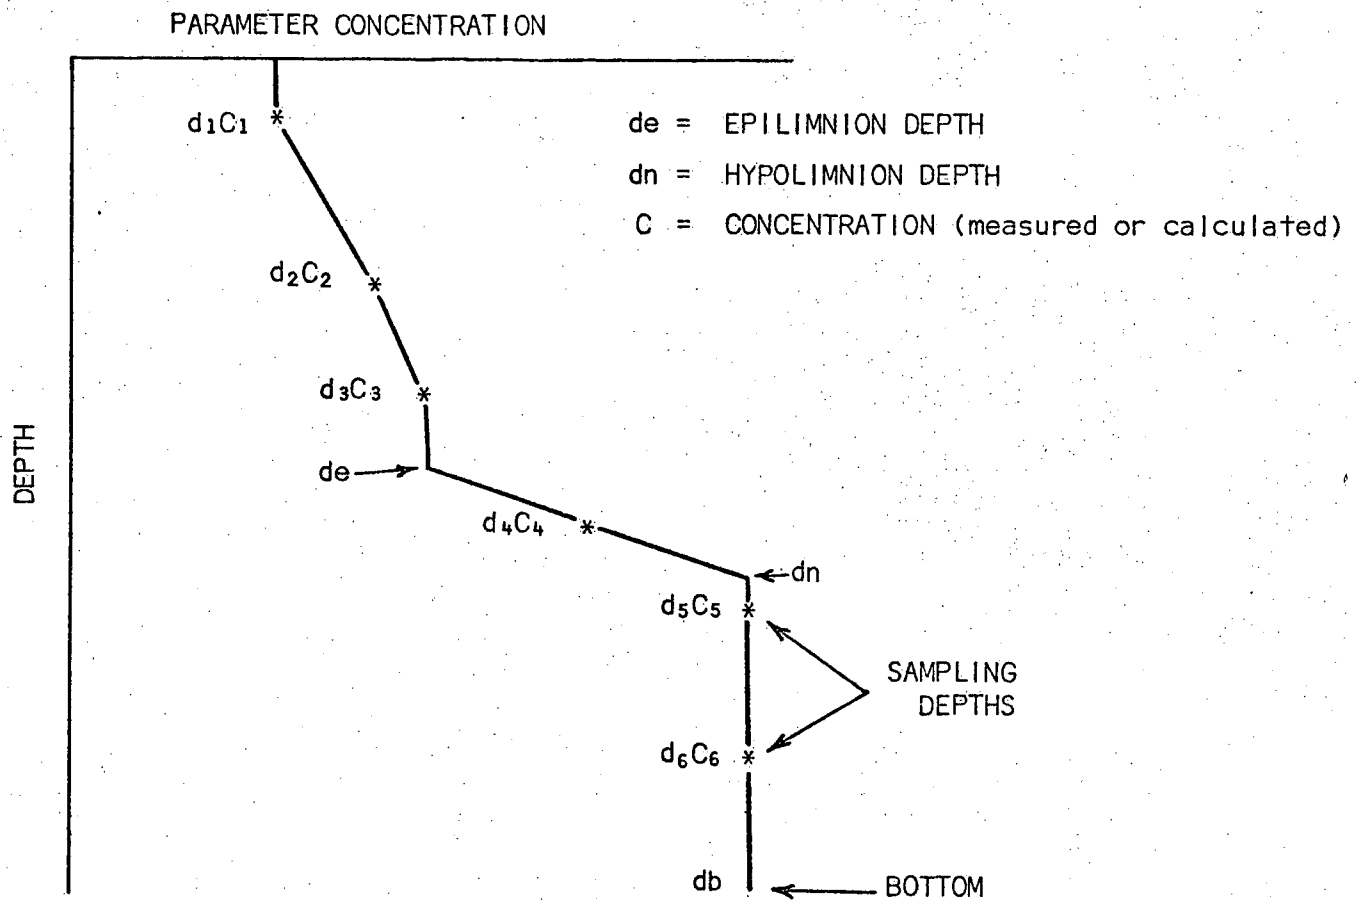 PARAMETER CONCENTRATION
d₁C₁
de = EPILIMNION DEPTH
dn = HYPOLIMNION DEPTH
C = CONCENTRATION (measured or calculated)
d₂C₂
d₃C₃
DEPTH
de
d₄C₄
dn
d₅C₅
SAMPLING
DEPTHS
d₆C₆
db
BOTTOM